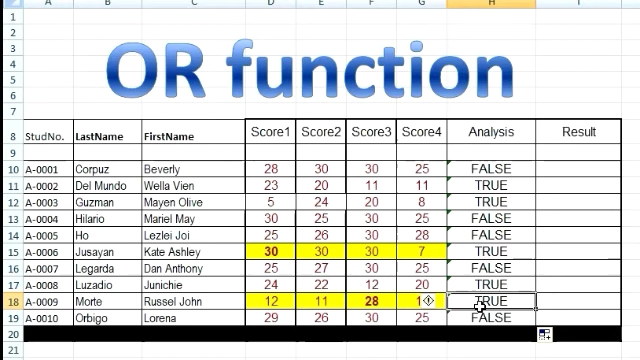 A B C D E F G H I
1
2
3 OR function
4
5
6
7
8 StudNo. LastName FirstName Score1 Score2 Score3 Score4 Analysis Result
9
10 A-0001 Corpuz Beverly 28 30 30 25 FALSE
11 A-0002 Del Mundo Wella Vien 23 20 11 11 TRUE
12 A-0003 Guzman Mayen Olive 5 24 20 8 TRUE
13 A-0004 Hilario Mariel May 30 25 30 25 FALSE
14 A-0005 Ho Lezlei Joi 25 26 30 28 FALSE
15 A-0006 Jusayan Kate Ashley 30 30 30 7 TRUE
16 A-0007 Legarda Dan Anthony 25 27 30 25 FALSE
17 A-0008 Luzadio Junichie 24 22 12 20 TRUE
18 A-0009 Morte Russel John 12 11 28 TRUE
19 A-0010 Orbigo Lorena 29 26 30 25 FALSE
20
21